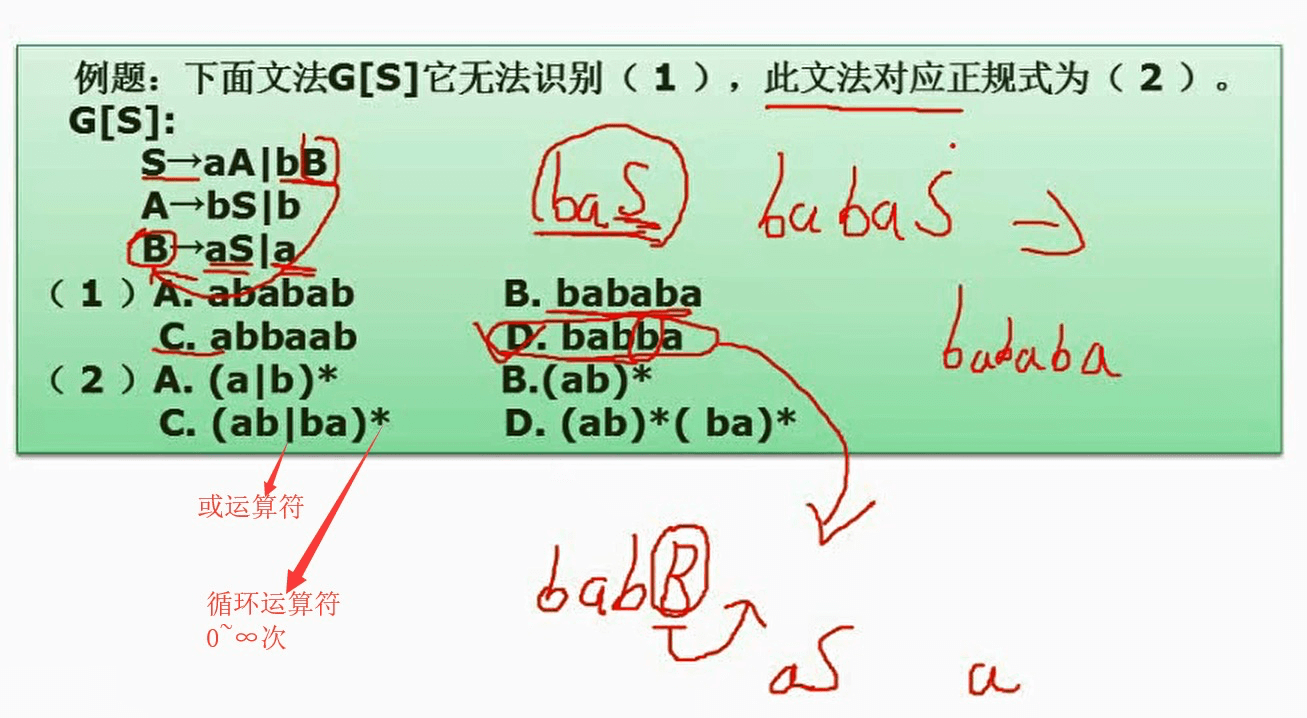 例题：下面文法G[S]它无法识别（ 1 ），此文法对应正规式为（ 2 ）。
G[S]:
S→aA|bB
A→bS|b
B→aS|a
baS babaS ⇒
bababa
（ 1 ）A. ababab B. bababa
C. abbaab D. babba
（ 2 ）A. (a|b)* B.(ab)*
C. (ab|ba)* D. (ab)*( ba)*
或运算符
循环运算符
0~∞次
babB
aS a